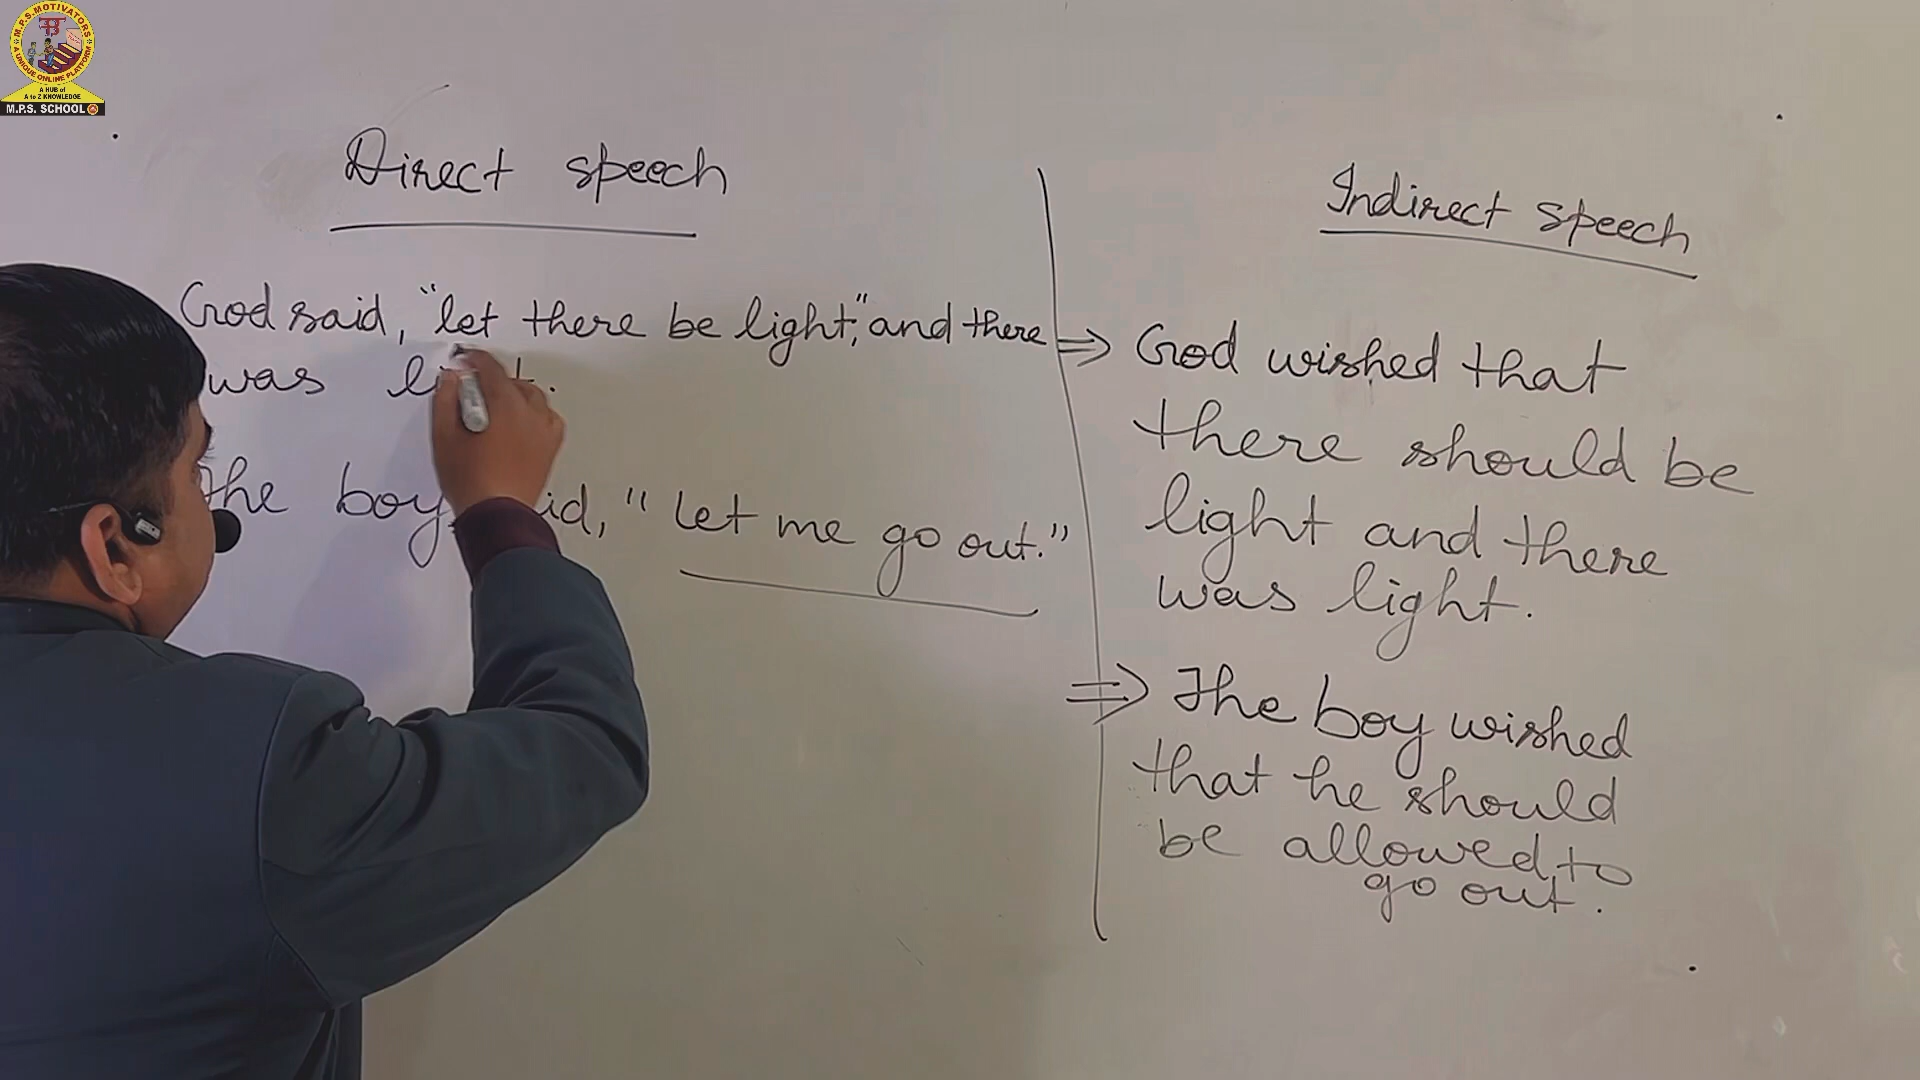 M.P.S.MOTIVATORS
A UNIQUE ONLINE PLATFORM
A HUB of
A to Z KNOWLEDGE
M.P.S. SCHOOL
Direct speech
God said, "let there be light," and there
was
The boy " Let me go out."
Indirect speech
⇒ God wished that
there should be
light and there
was light.
⇒ The boy wished
that he should
be allowed to
go out.